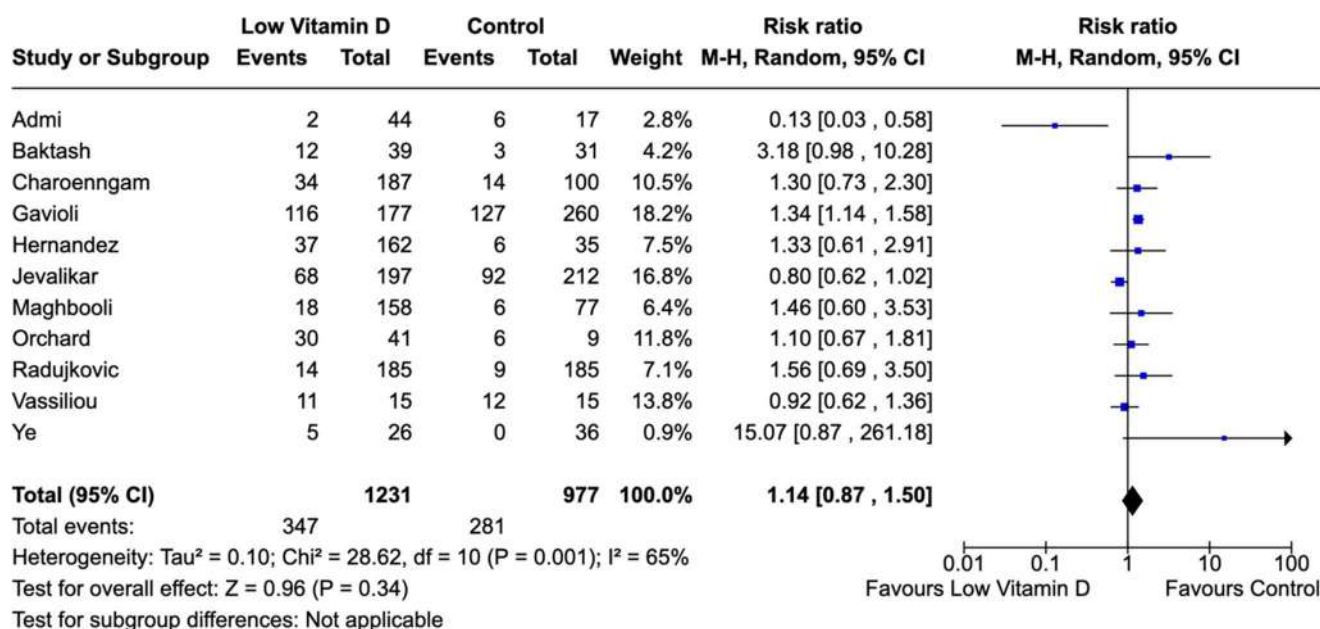 Low Vitamin D Control Risk ratio Risk ratio
Study or Subgroup Events Total Events Total Weight M-H, Random, 95% CI M-H, Random, 95% CI
Admi 2 44 6 17 2.8% 0.13 [0.03 , 0.58]
Baktash 12 39 3 31 4.2% 3.18 [0.98 , 10.28]
Charoenngam 34 187 14 100 10.5% 1.30 [0.73 , 2.30]
Gavioli 116 177 127 260 18.2% 1.34 [1.14 , 1.58]
Hernandez 37 162 6 35 7.5% 1.33 [0.61 , 2.91]
Jevalikar 68 197 92 212 16.8% 0.80 [0.62 , 1.02]
Maghbooli 18 158 6 77 6.4% 1.46 [0.60 , 3.53]
Orchard 30 41 6 9 11.8% 1.10 [0.67 , 1.81]
Radujkovic 14 185 9 185 7.1% 1.56 [0.69 , 3.50]
Vassiliou 11 15 12 15 13.8% 0.92 [0.62 , 1.36]
Ye 5 26 0 36 0.9% 15.07 [0.87 , 261.18]
Total (95% CI) 1231 977 100.0% 1.14 [0.87 , 1.50]
Total events: 347 281
Heterogeneity: Tau² = 0.10; Chi² = 28.62, df = 10 (P = 0.001); I² = 65%
Test for overall effect: Z = 0.96 (P = 0.34)
Test for subgroup differences: Not applicable
0.01 0.1 1 10 100
Favours Low Vitamin D Favours Control